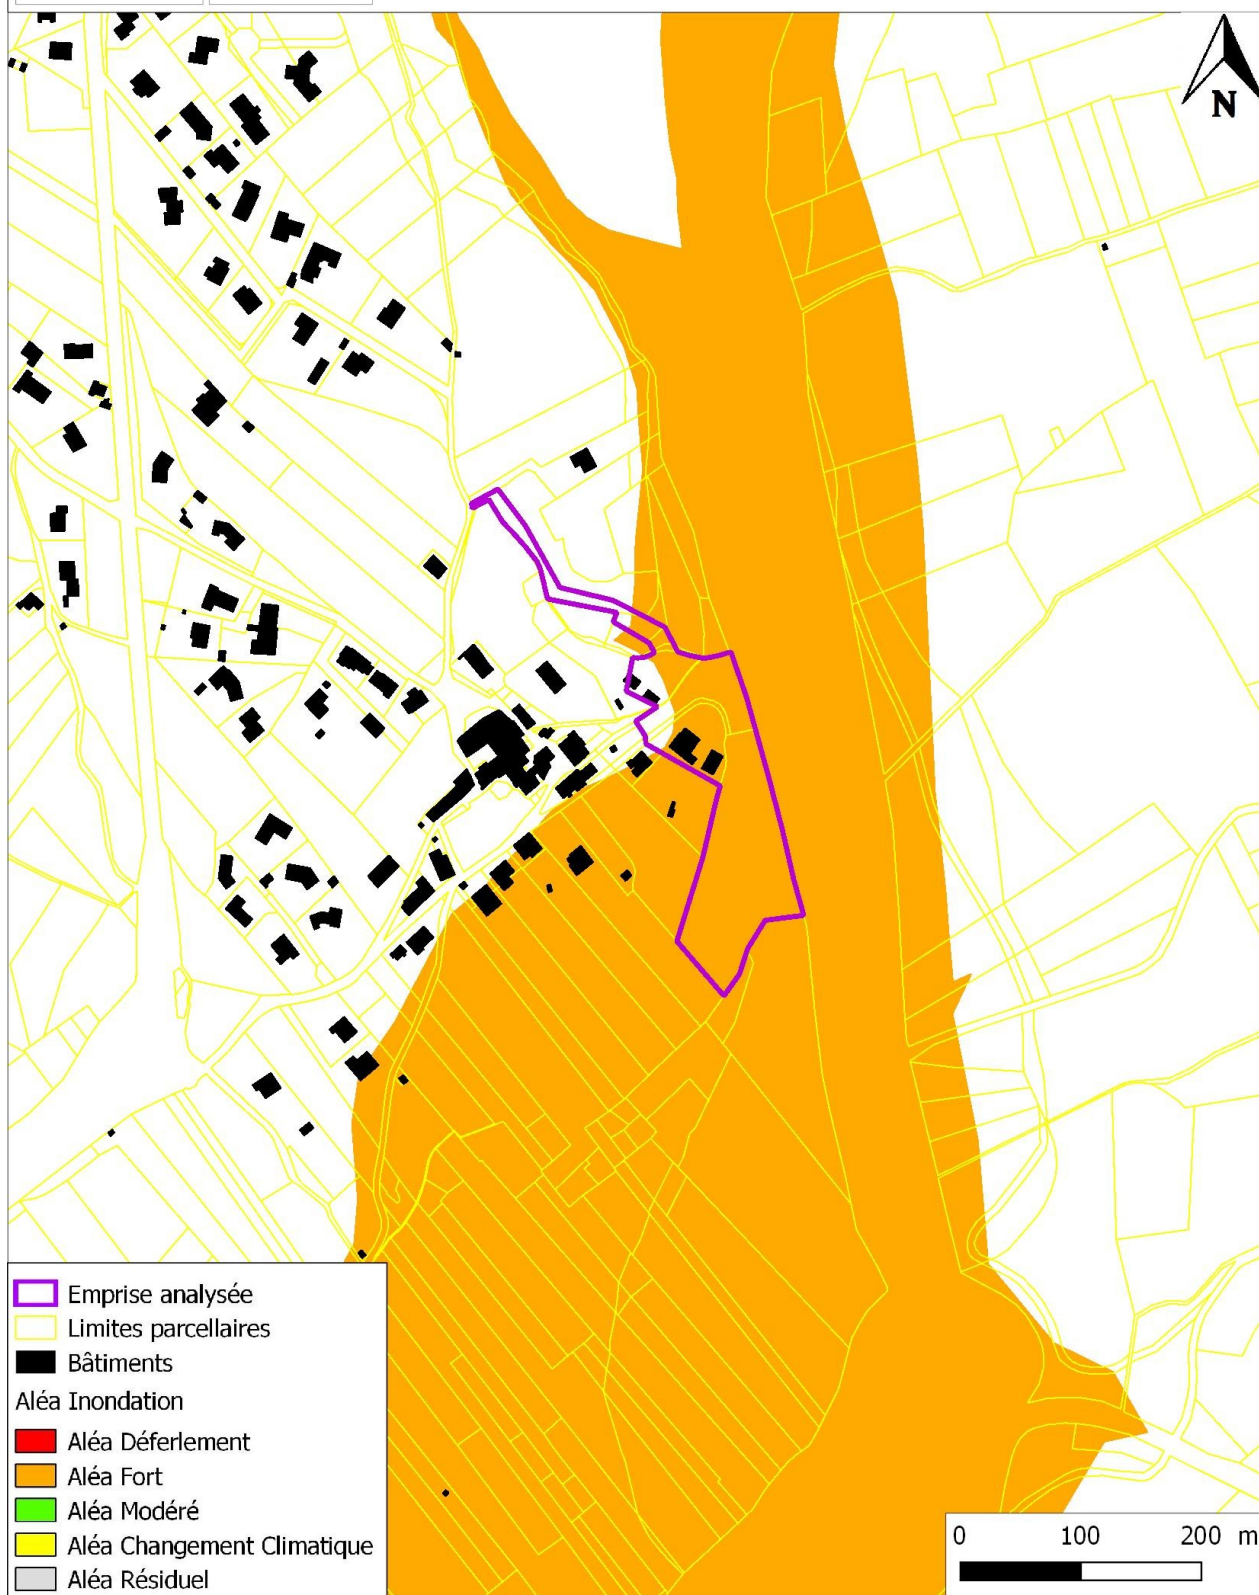 N
Emprise analysée
Limites parcellaires
Bâtiments
Aléa Inondation
Aléa Déferlement
Aléa Fort
Aléa Modéré
Aléa Changement Climatique
Aléa Résiduel
0 100 200 m